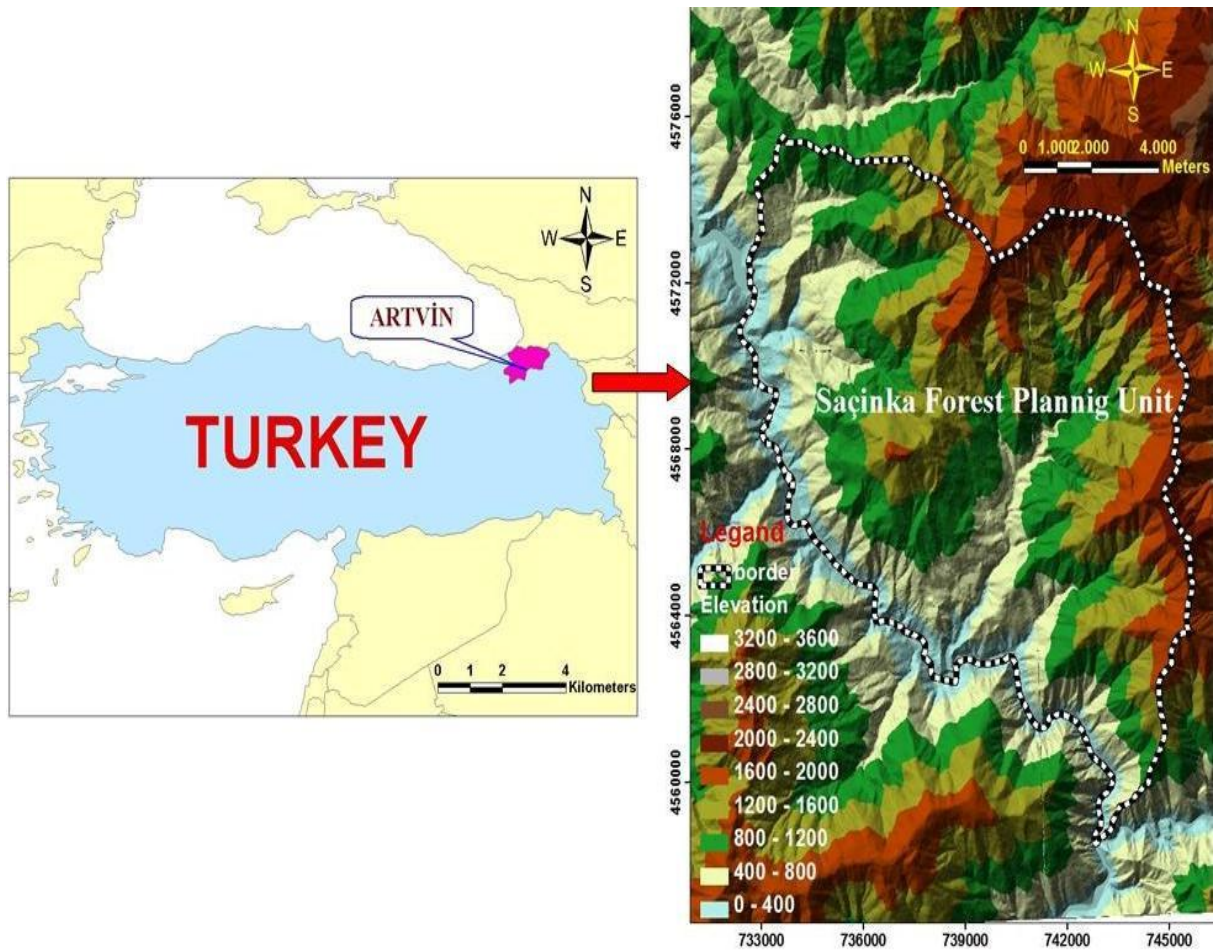 N
W E
S
ARTVİN
TURKEY
0 1 2 4
Kilometers
N
W E
S
0 1.000 2.000 4.000
Meters
4576000
4572000
4568000
4564000
4560000
Saçinka Forest Plannig Unit
Legand
border
Elevation
3200 - 3600
2800 - 3200
2400 - 2800
2000 - 2400
1600 - 2000
1200 - 1600
800 - 1200
400 - 800
0 - 400
733000 736000 739000 742000 745000